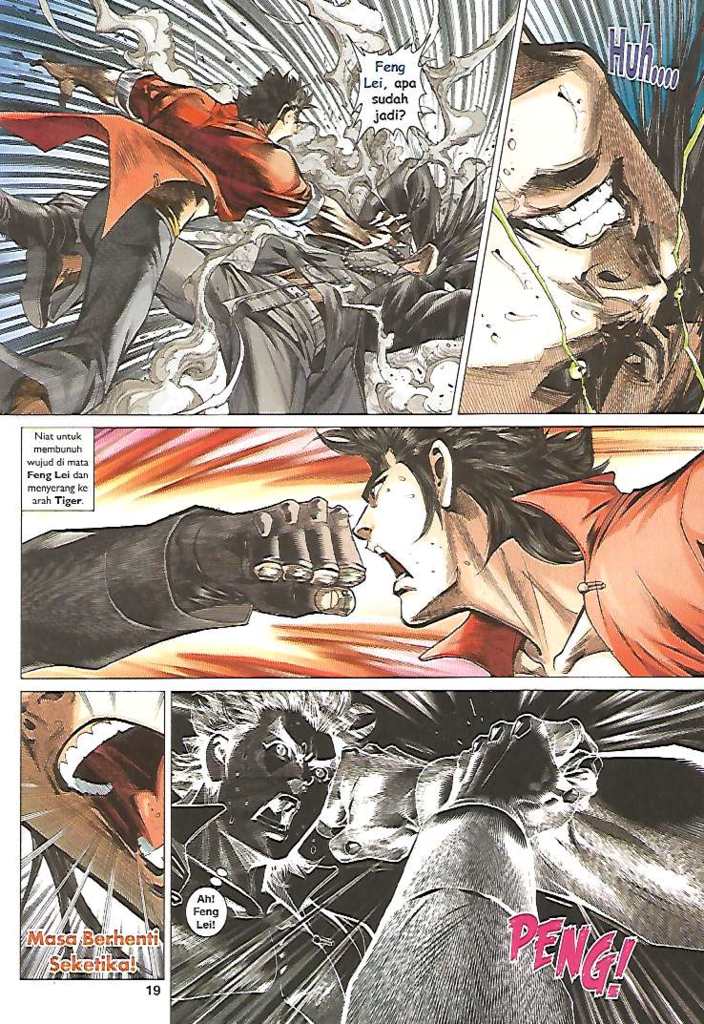 Feng
Lei, apa
sudah
jadi?
Huh....
Niat untuk
membunuh
wujud di mata
Feng Lei dan
menyerang ke
arah Tiger.
Masa Berhenti
Seketika!
Ah!
Feng
Lei!
PENG!
19